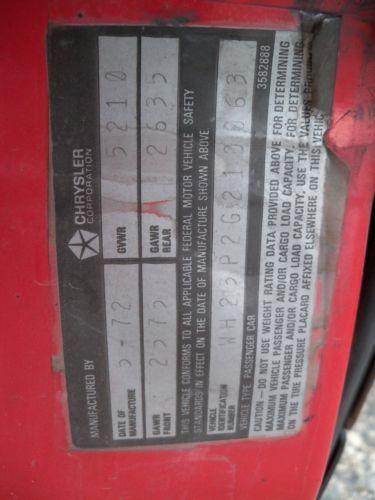 MANUFACTURED BY CHRYSLER CORPORATION
DATE OF MANUFACTURE 5-72 GVWR 5210
GAWR FRONT 2575 GAWR REAR 2635
THIS VEHICLE CONFORMS TO ALL APPLICABLE FEDERAL MOTOR VEHICLE SAFETY
STANDARDS IN EFFECT ON THE DATE OF MANUFACTURE SHOWN ABOVE
VEHICLE IDENTIFICATION NUMBER
VEHICLE TYPE PASSENGER CAR 3582888
CAUTION—DO NOT USE WEIGHT RATING DATA PROVIDED ABOVE FOR DETERMINING
MAXIMUM VEHICLE PASSENGER AND/OR CARGO LOAD CAPACITY. FOR DETERMINING
MAXIMUM PASSENGER AND/OR CARGO LOAD CAPACITY, USE THE VALUES
ON THE TIRE PRESSURE PLACARD AFFIXED ELSEWHERE ON THIS